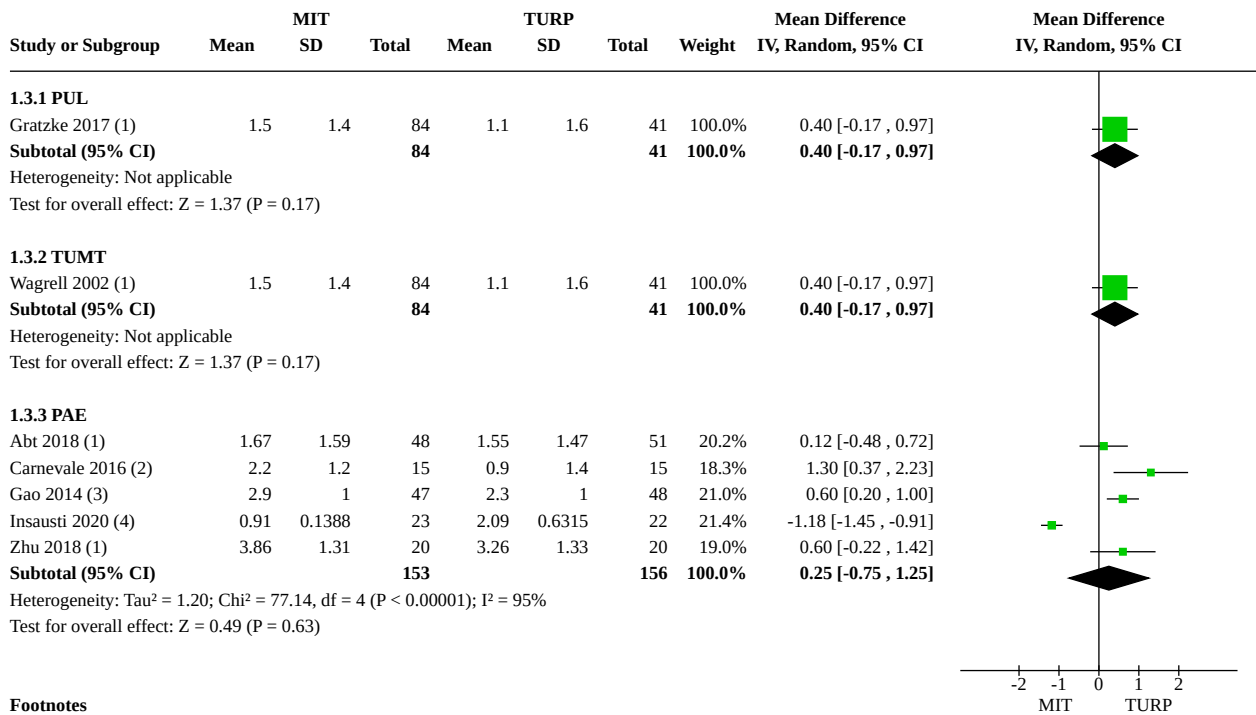 MIT TURP Mean Difference Mean Difference
Study or Subgroup Mean SD Total Mean SD Total Weight IV, Random, 95% CI IV, Random, 95% CI
1.3.1 PUL
Gratzke 2017 (1) 1.5 1.4 84 1.1 1.6 41 100.0% 0.40 [-0.17 , 0.97]
Subtotal (95% CI) 84 41 100.0% 0.40 [-0.17 , 0.97]
Heterogeneity: Not applicable
Test for overall effect: Z = 1.37 (P = 0.17)
1.3.2 TUMT
Wagrell 2002 (1) 1.5 1.4 84 1.1 1.6 41 100.0% 0.40 [-0.17 , 0.97]
Subtotal (95% CI) 84 41 100.0% 0.40 [-0.17 , 0.97]
Heterogeneity: Not applicable
Test for overall effect: Z = 1.37 (P = 0.17)
1.3.3 PAE
Abt 2018 (1) 1.67 1.59 48 1.55 1.47 51 20.2% 0.12 [-0.48 , 0.72]
Carnevale 2016 (2) 2.2 1.2 15 0.9 1.4 15 18.3% 1.30 [0.37 , 2.23]
Gao 2014 (3) 2.9 1 47 2.3 1 48 21.0% 0.60 [0.20 , 1.00]
Insausti 2020 (4) 0.91 0.1388 23 2.09 0.6315 22 21.4% -1.18 [-1.45 , -0.91]
Zhu 2018 (1) 3.86 1.31 20 3.26 1.33 20 19.0% 0.60 [-0.22 , 1.42]
Subtotal (95% CI) 153 156 100.0% 0.25 [-0.75 , 1.25]
Heterogeneity: Tau² = 1.20; Chi² = 77.14, df = 4 (P < 0.00001); I² = 95%
Test for overall effect: Z = 0.49 (P = 0.63)
-2 -1 0 1 2
Footnotes MIT TURP